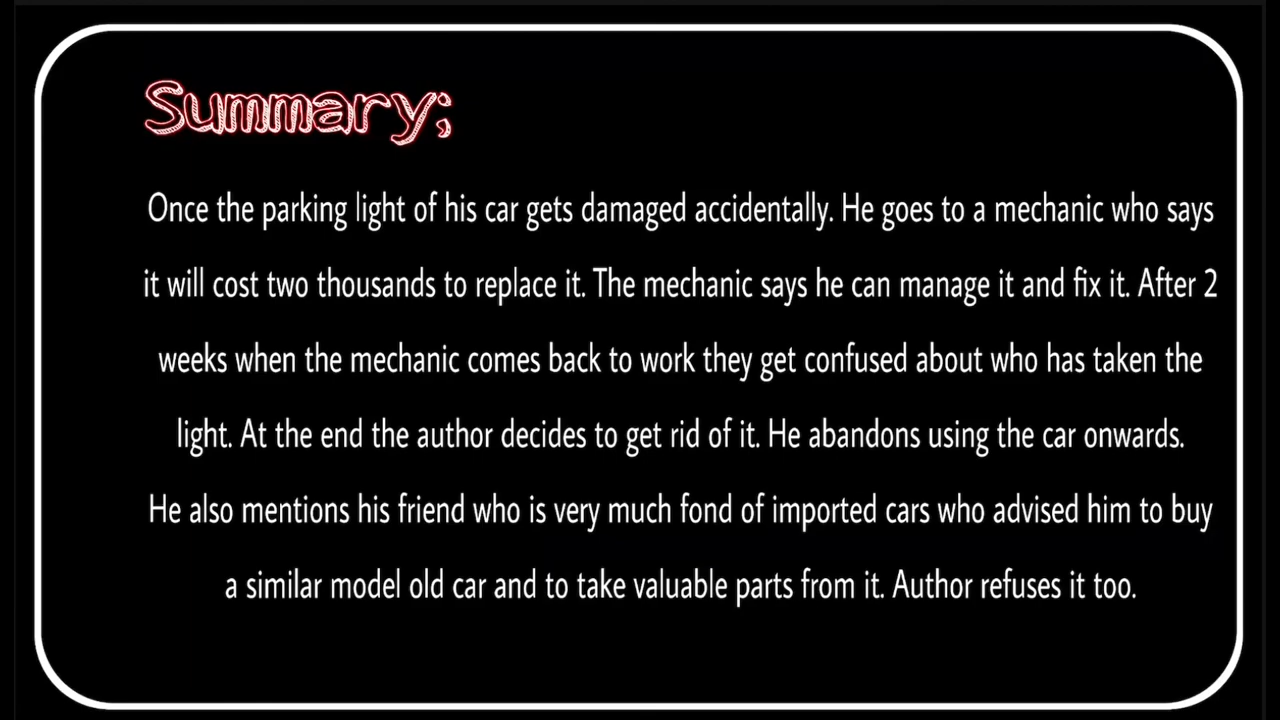 Summary;
Once the parking light of his car gets damaged accidentally. He goes to a mechanic who says
it will cost two thousands to replace it. The mechanic says he can manage it and fix it. After 2
weeks when the mechanic comes back to work they get confused about who has taken the
light. At the end the author decides to get rid of it. He abandons using the car onwards.
He also mentions his friend who is very much fond of imported cars who advised him to buy
a similar model old car and to take valuable parts from it. Author refuses it too.